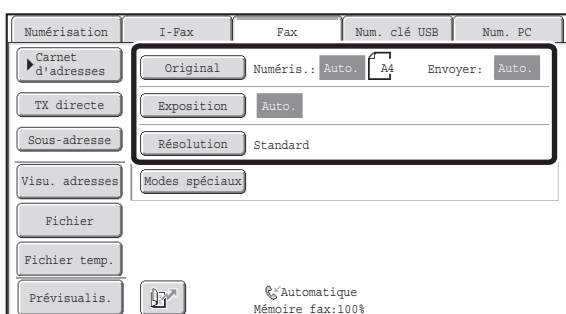 Numérisation I-Fax Fax Num. clé USB Num. PC
Carnet d'adresses
Original Numéris.: Auto. A4 Envoyer: Auto.
TX directe
Exposition Auto.
Sous-adresse
Résolution Standard
Visu. adresses
Modes spéciaux
Fichier
Fichier temp.
Prévisualis.
Automatique
Mémoire fax:100%